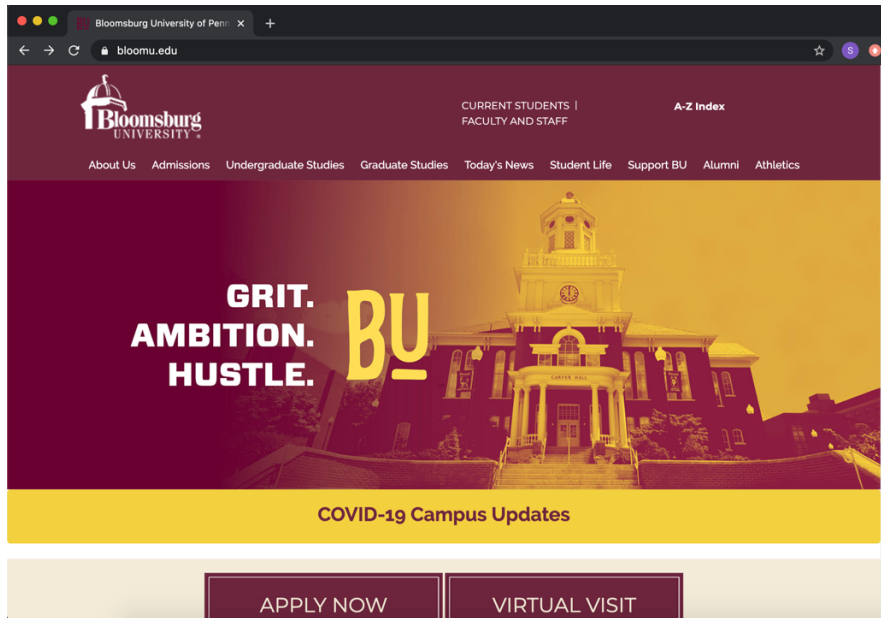 BU Bloomsburg University of Penn
bloomu.edu
S
Bloomsburg
UNIVERSITY
CURRENT STUDENTS |
FACULTY AND STAFF
A-Z Index
About Us Admissions Undergraduate Studies Graduate Studies Today's News Student Life Support BU Alumni Athletics
GRIT.
AMBITION.
HUSTLE.
BU
CARVER HALL
COVID-19 Campus Updates
APPLY NOW
VIRTUAL VISIT